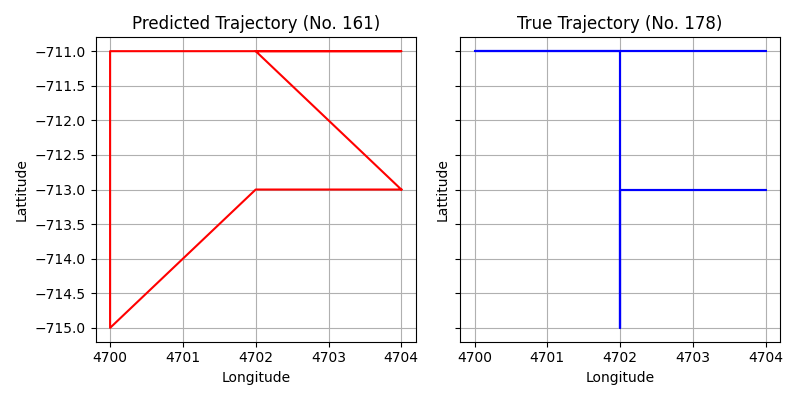 Predicted Trajectory (No. 161)
True Trajectory (No. 178)
−711.0
−711.5
−712.0
−712.5
−713.0
−713.5
−714.0
−714.5
−715.0
Lattitude
Lattitude
4700 4701 4702 4703 4704
4700 4701 4702 4703 4704
Longitude
Longitude